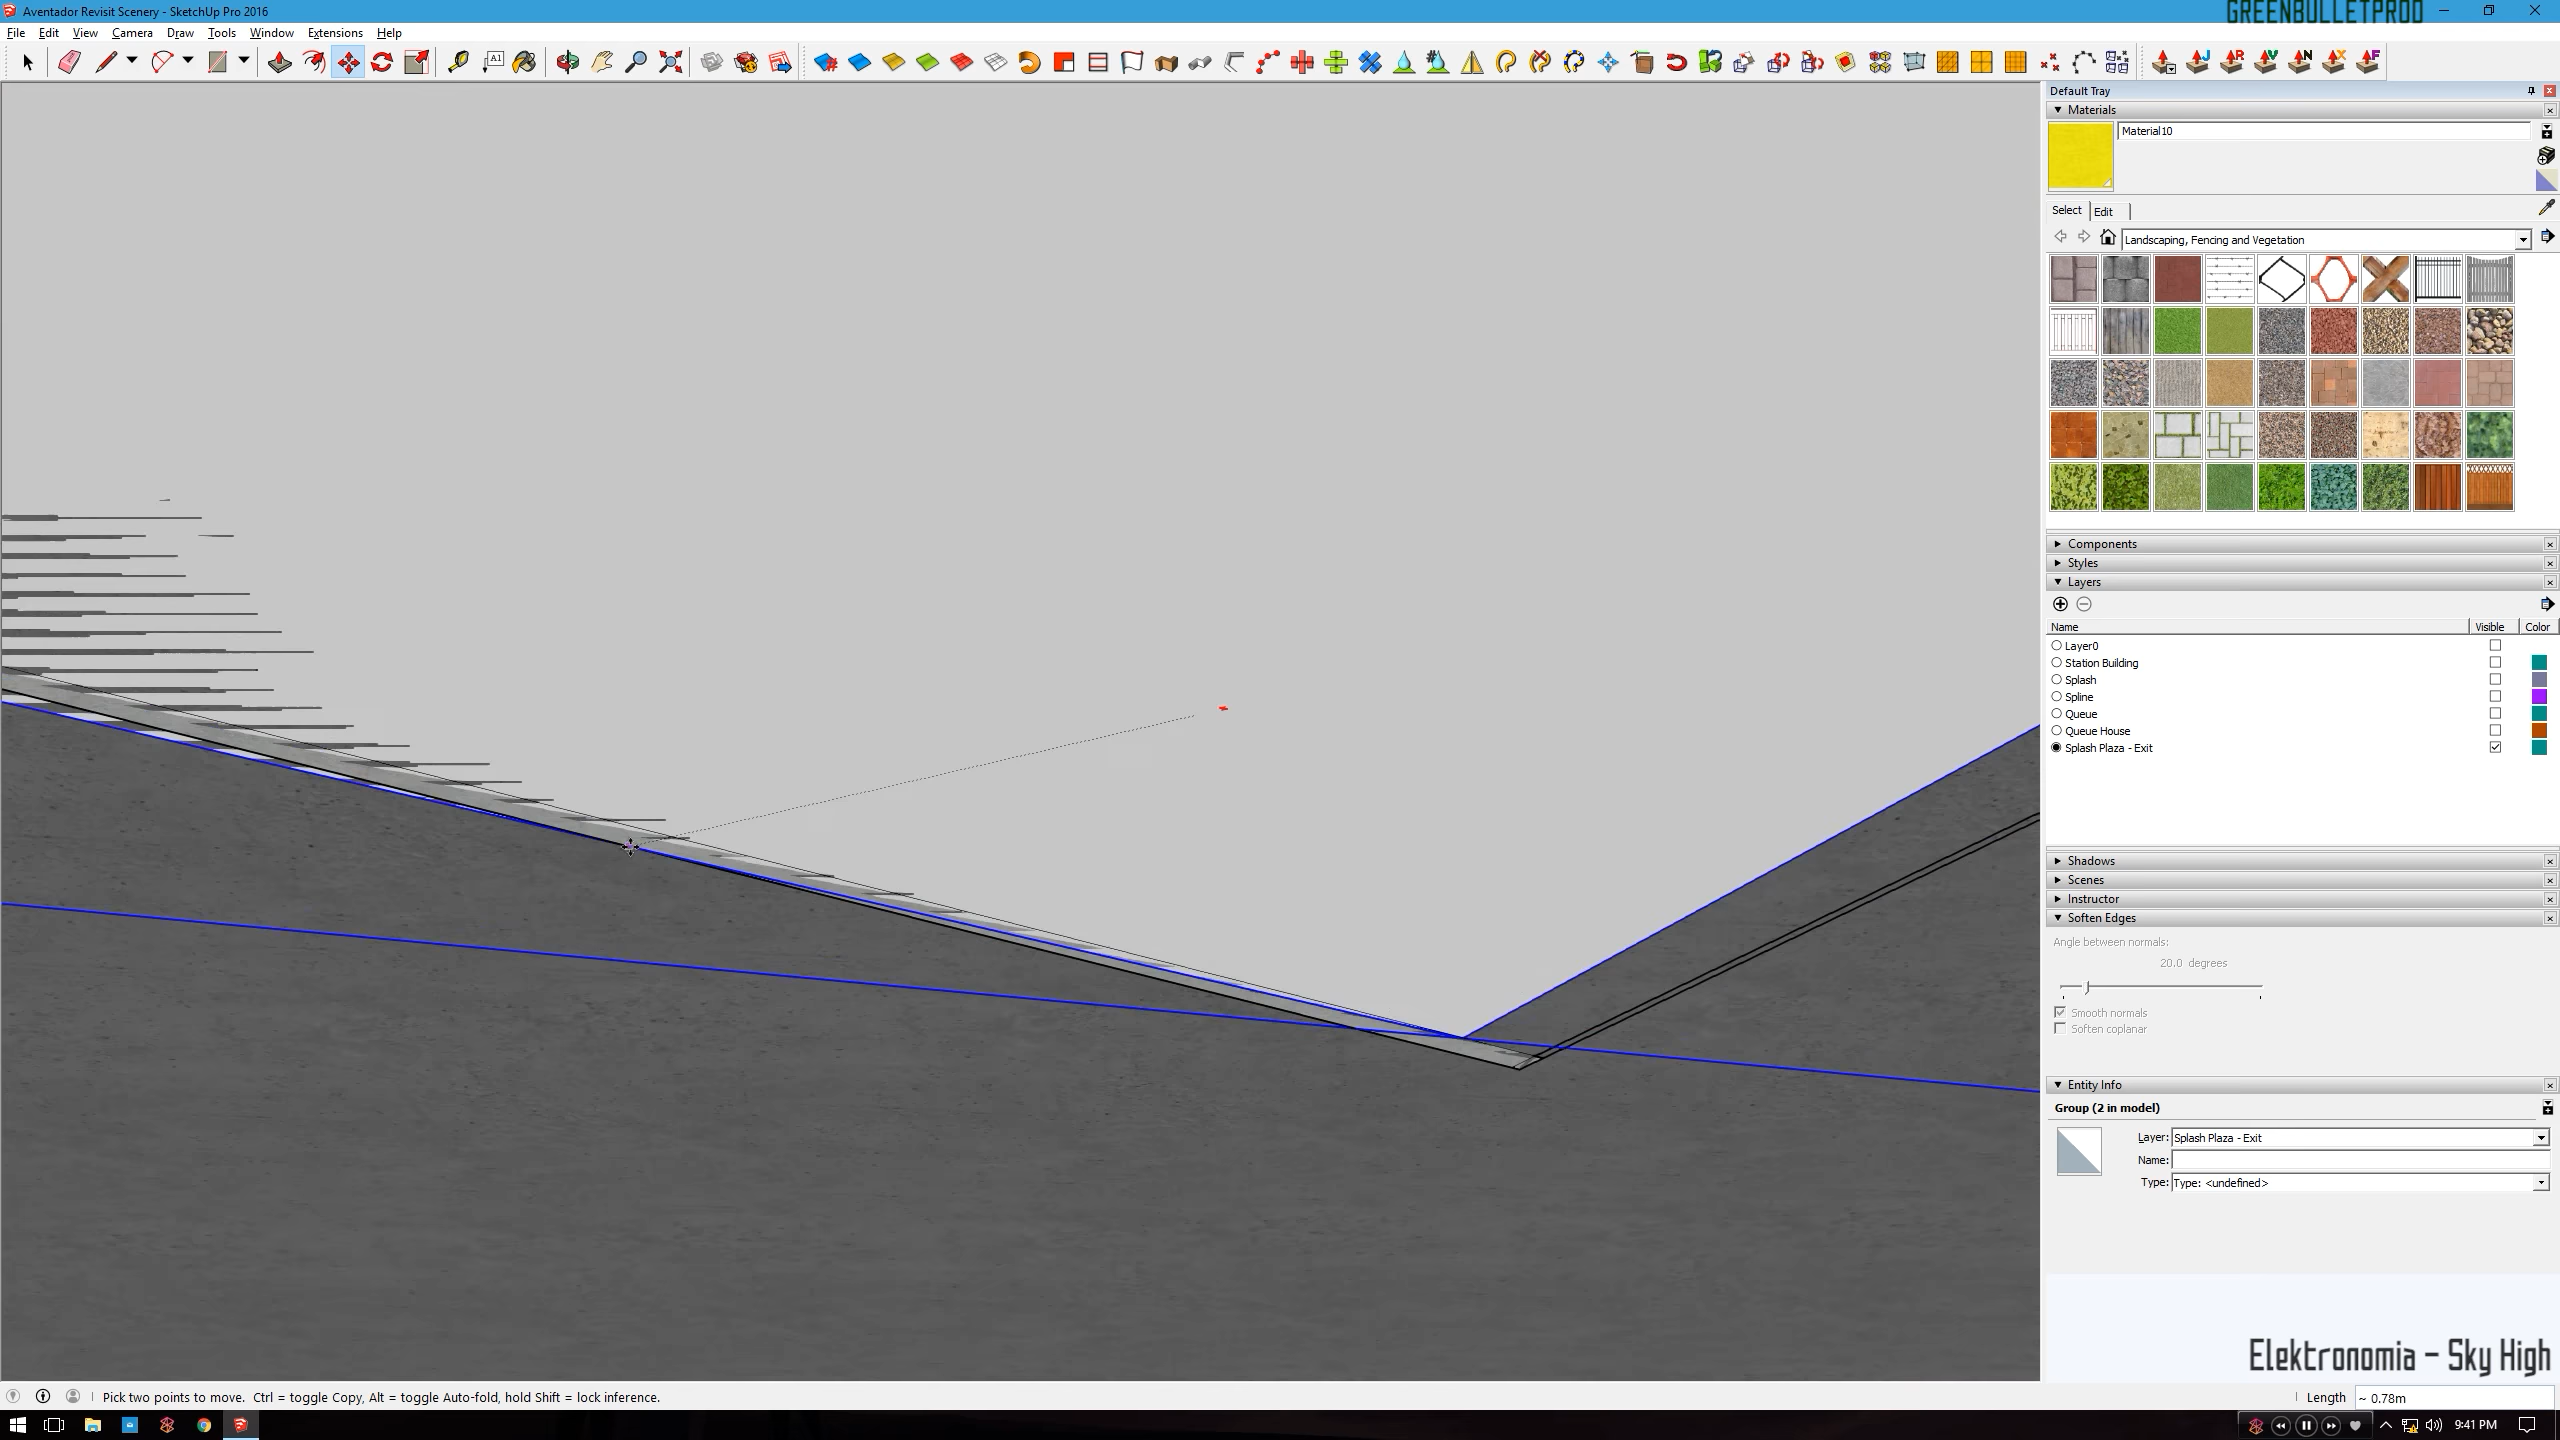 Aventador Revisit Scenery - SketchUp Pro 2016
GREENBULLETPROD
File Edit View Camera Draw Tools Window Extensions Help
A1
Default Tray
Materials
Material10
Select Edit
Landscaping, Fencing and Vegetation
Components
Styles
Layers
Name Visible Color
Layer0
Station Building
Splash
Spline
Queue
Queue House
Splash Plaza - Exit
Shadows
Scenes
Instructor
Soften Edges
Angle between normals:
20.0 degrees
Smooth normals
Soften coplanar
Entity Info
Group (2 in model)
Layer: Splash Plaza - Exit
Name:
Type: Type: <undefined>
Elektronomia - Sky High
Pick two points to move. Ctrl = toggle Copy, Alt = toggle Auto-fold, hold Shift = lock inference.
Length ~ 0.78m
9:41 PM